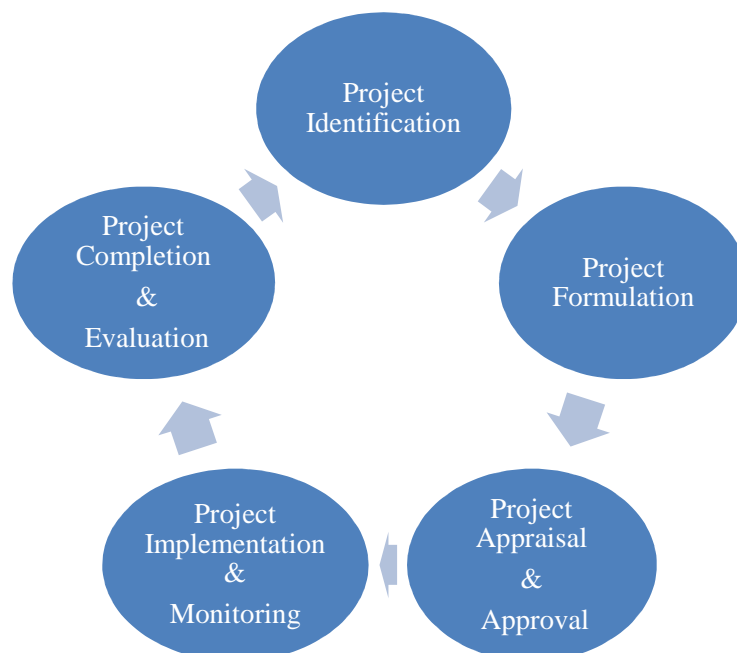 Project
Identification
Project
Formulation
Project
Appraisal
&
Approval
Project
Implementation
&
Monitoring
Project
Completion
&
Evaluation